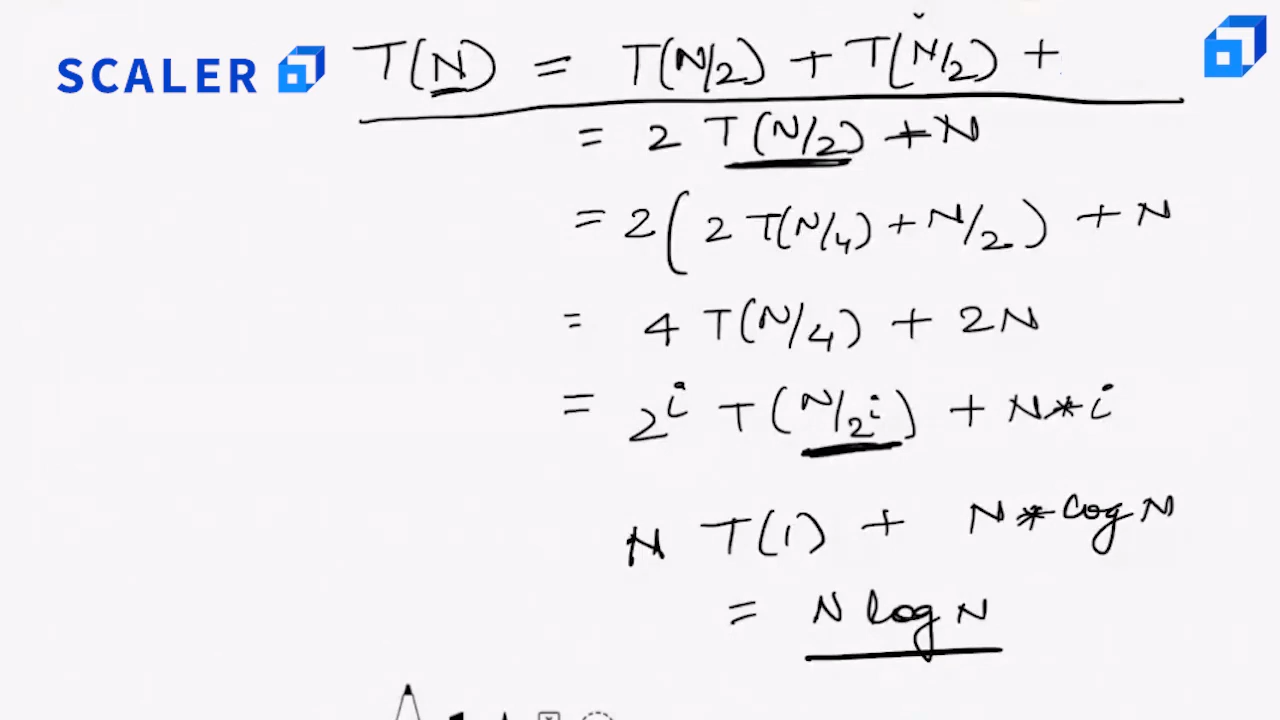 SCALER
T(N) = T(N/2) + T(N/2) +
= 2 T(N/2) + N
= 2 ( 2 T(N/4) + N/2 ) + N
= 4 T(N/4) + 2N
= 2^i T(N/2^i) + N*i
N T(1) + N*log N
= N log N